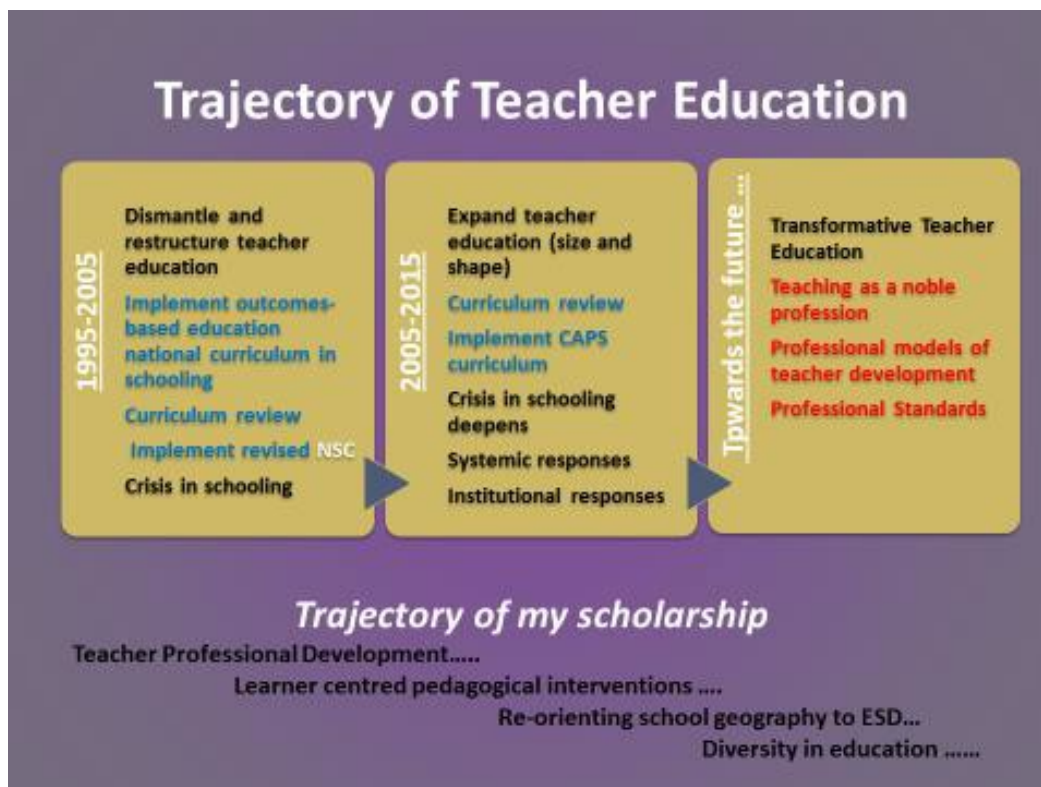 Trajectory of Teacher Education
1995-2005
Dismantle and
restructure teacher
education
Implement outcomes-
based education
national curriculum in
schooling
Curriculum review
Implement revised NSC
Crisis in schooling
2005-2015
Expand teacher
education (size and
shape)
Curriculum review
Implement CAPS
curriculum
Crisis in schooling
deepens
Systemic responses
Institutional responses
Tpwards the future ...
Transformative Teacher
Education
Teaching as a noble
profession
Professional models of
teacher development
Professional Standards
Trajectory of my scholarship
Teacher Professional Development.....
Learner centred pedagogical interventions ....
Re-orienting school geography to ESD...
Diversity in education ......